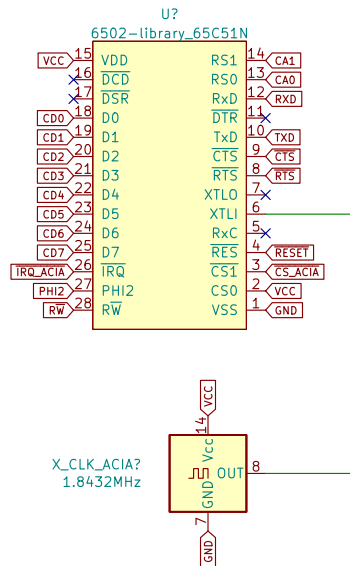 U?
6502-library_65C51N
VCC 15 VDD RS1 14 CA1
16 DCD RS0 13 CA0
17 DSR RxD 12 RXD
CD0 18 D0 DTR 11
CD1 19 D1 TxD 10 TXD
CD2 20 D2 CTS 9 CTS
CD3 21 D3 RTS 8 RTS
CD4 22 D4 XTLO 7
CD5 23 D5 XTLI 6
CD6 24 D6 RxC 5
CD7 25 D7 RES 4 RESET
IRQ_ACIA 26 IRQ CS1 3 CS_ACIA
PHI2 27 PHI2 CS0 2 VCC
RW 28 RW VSS 1 GND
VCC
14
Vcc
X_CLK_ACIA?
1.8432MHz
OUT 8
GND
7
GND